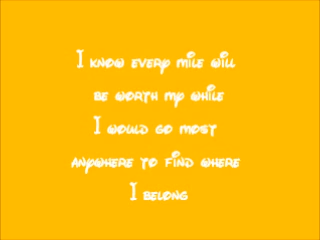 I know every mile will
be worth my while
I would go most
anywhere to find where
I belong